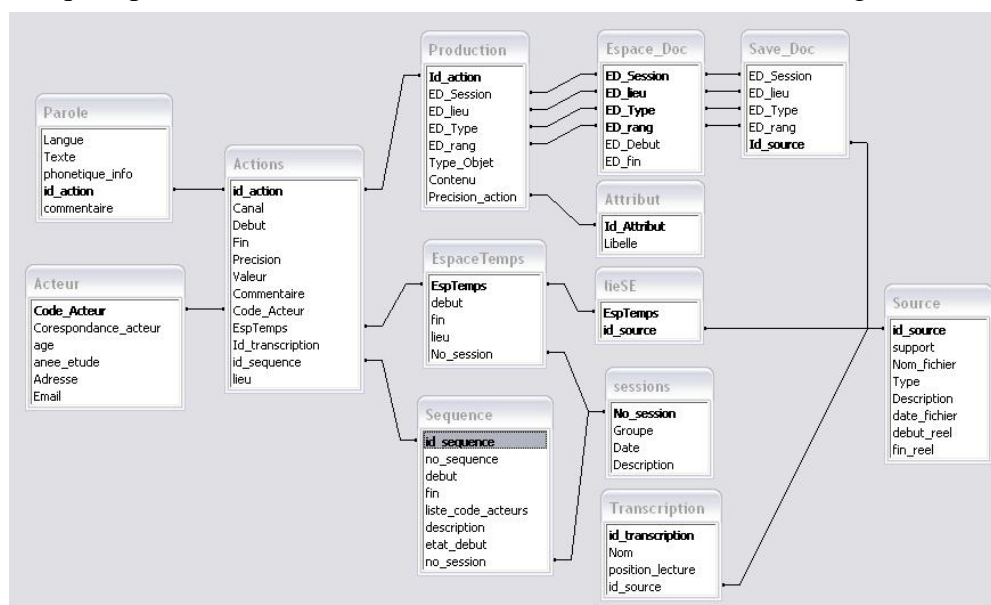 Parole
Langue
Texte
phonetique_info
id_action
commentaire
Acteur
Code_Acteur
Corespondance_acteur
age
anee_etude
Adresse
Email
Actions
id_action
Canal
Debut
Fin
Precision
Valeur
Commentaire
Code_Acteur
EspTemps
Id_transcription
id_sequence
lieu
Production
Id_action
ED_Session
ED_lieu
ED_Type
ED_rang
Type_Objet
Contenu
Precision_action
EspaceTemps
EspTemps
debut
fin
lieu
No_session
Sequence
id_sequence
no_sequence
debut
fin
liste_code_acteurs
description
etat_debut
no_session
Espace_Doc
ED_Session
ED_lieu
ED_Type
ED_rang
ED_Debut
ED_fin
Attribut
Id_Attribut
Libelle
lieSE
EspTemps
id_source
sessions
No_session
Groupe
Date
Description
Transcription
id_transcription
Nom
position_lecture
id_source
Save_Doc
ED_Session
ED_lieu
ED_Type
ED_rang
Id_source
Source
id_source
support
Nom_fichier
Type
Description
date_fichier
debut_reel
fin_reel